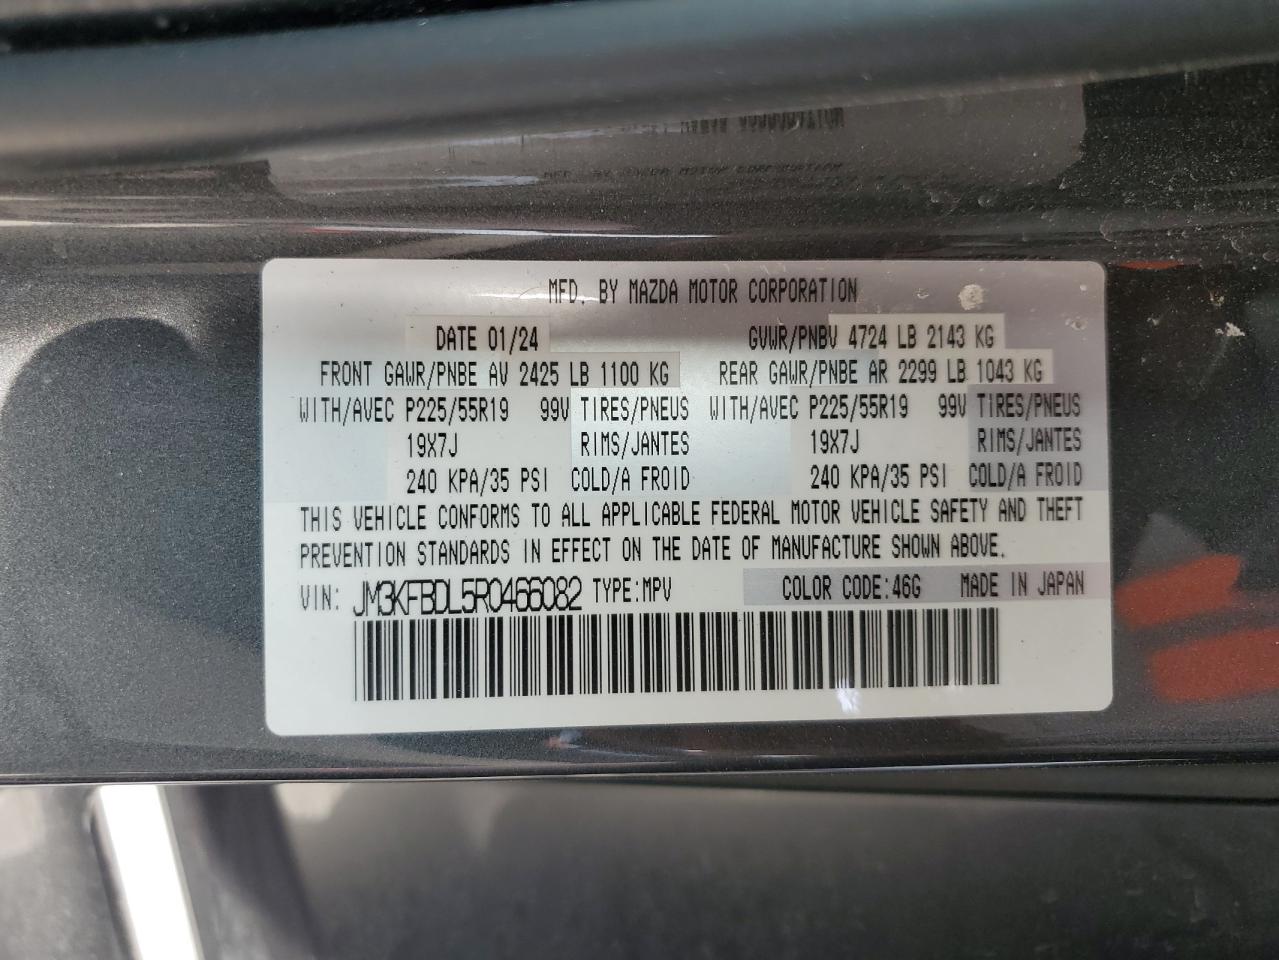 MFD. BY MAZDA MOTOR CORPORATION
DATE 01/24 GVWR/PNBV 4724 LB 2143 KG
FRONT GAWR/PNBE AV 2425 LB 1100 KG REAR GAWR/PNBE AR 2299 LB 1043 KG
WITH/AVEC P225/55R19 99V TIRES/PNEUS WITH/AVEC P225/55R19 99V TIRES/PNEUS
19X7J RIMS/JANTES 19X7J RIMS/JANTES
240 KPA/35 PSI COLD/A FROID 240 KPA/35 PSI COLD/A FROID
THIS VEHICLE CONFORMS TO ALL APPLICABLE FEDERAL MOTOR VEHICLE SAFETY AND THEFT
PREVENTION STANDARDS IN EFFECT ON THE DATE OF MANUFACTURE SHOWN ABOVE.
VIN: JM3KFBDL5R0466082 TYPE:MPV COLOR CODE:46G MADE IN JAPAN